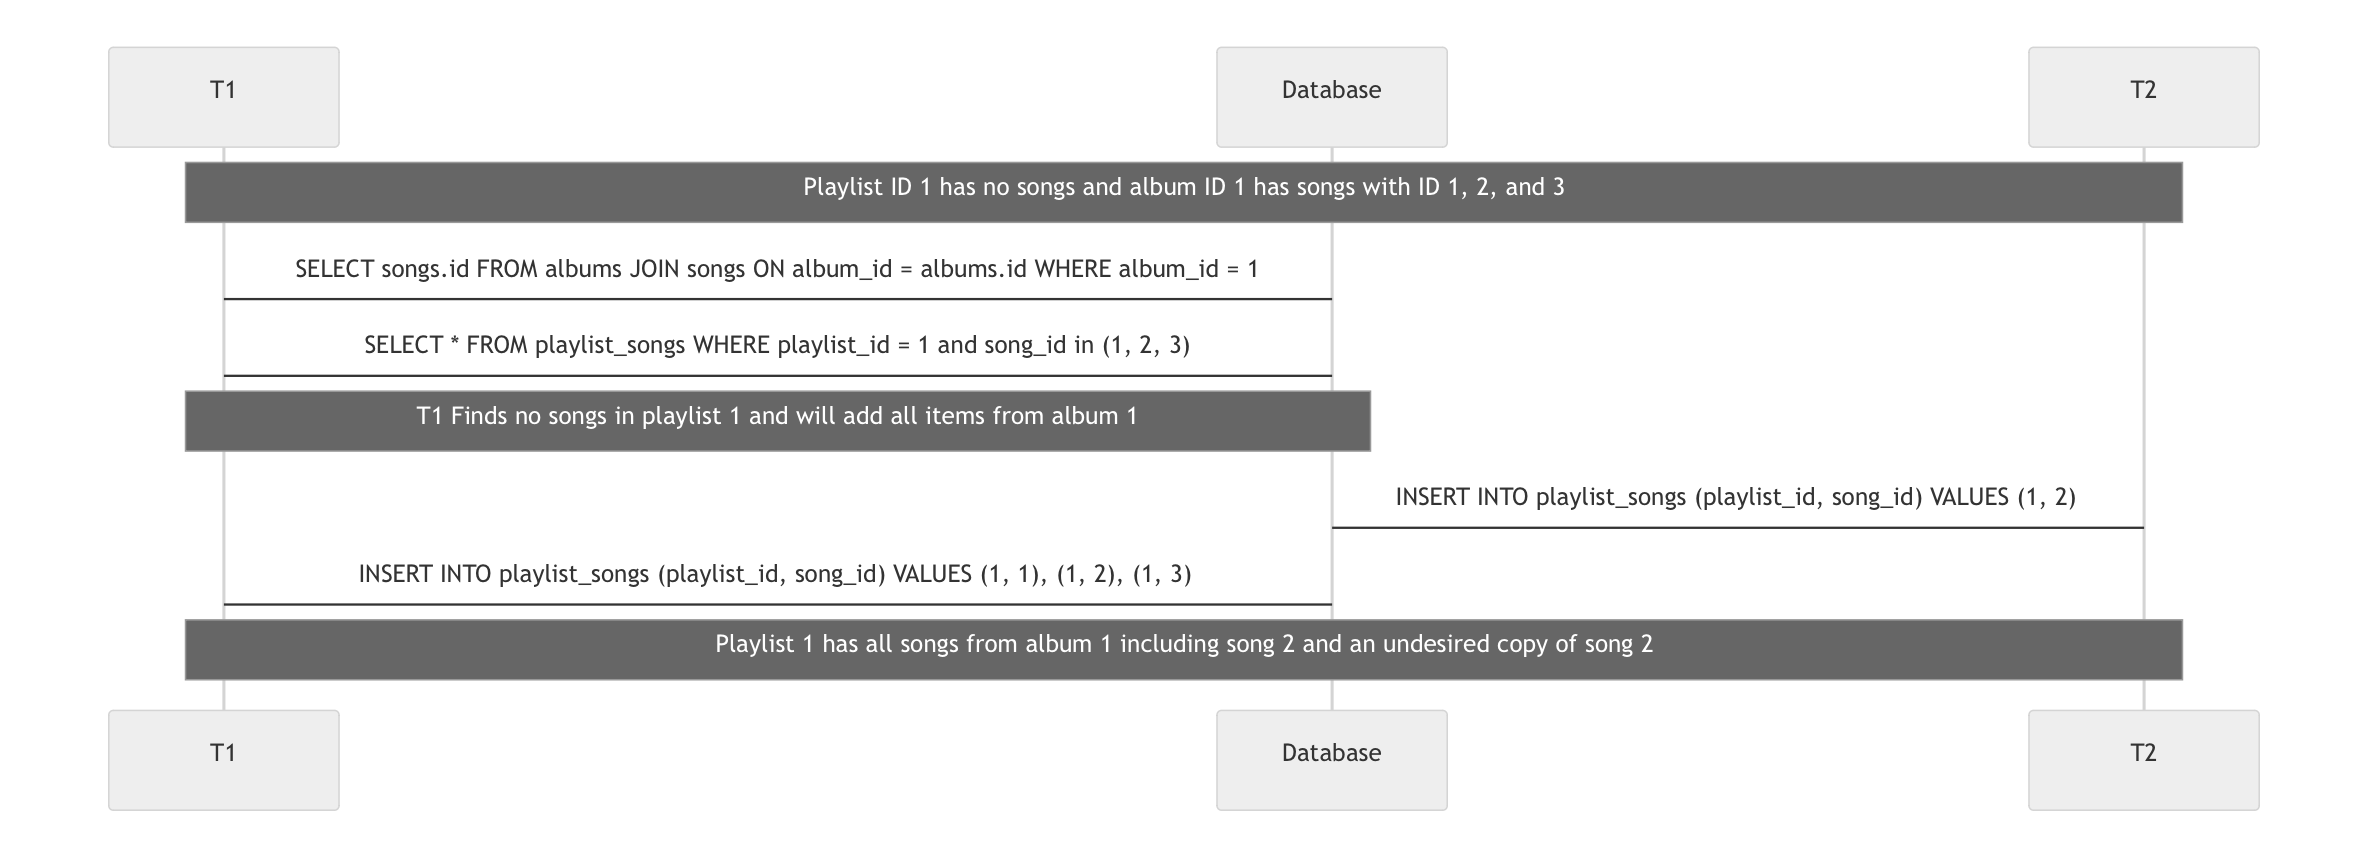 T1
Database
T2
Playlist ID 1 has no songs and album ID 1 has songs with ID 1, 2, and 3
SELECT songs.id FROM albums JOIN songs ON album_id = albums.id WHERE album_id = 1
SELECT * FROM playlist_songs WHERE playlist_id = 1 and song_id in (1, 2, 3)
T1 Finds no songs in playlist 1 and will add all items from album 1
INSERT INTO playlist_songs (playlist_id, song_id) VALUES (1, 2)
INSERT INTO playlist_songs (playlist_id, song_id) VALUES (1, 1), (1, 2), (1, 3)
Playlist 1 has all songs from album 1 including song 2 and an undesired copy of song 2
T1
Database
T2